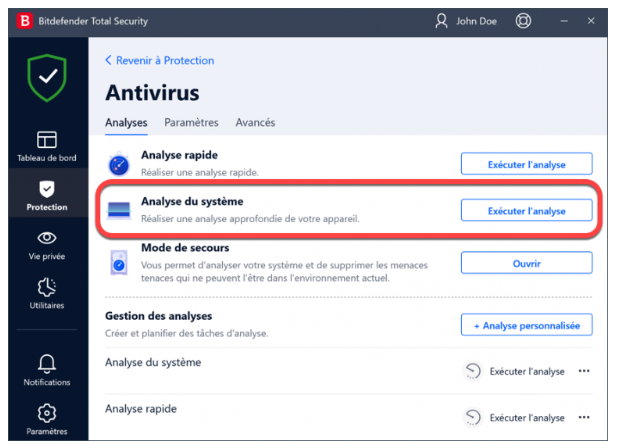 B Bitdefender Total Security
John Doe
Revenir à Protection
Antivirus
Analyses Paramètres Avancés
Tableau de bord
Protection
Vie privée
Utilitaires
Notifications
Paramètres
Analyse rapide
Réaliser une analyse rapide.
Exécuter l'analyse
Analyse du système
Réaliser une analyse approfondie de votre appareil.
Exécuter l'analyse
Mode de secours
Vous permet d'analyser votre système et de supprimer les menaces
tenaces qui ne peuvent l'être dans l'environnement actuel.
Ouvrir
Gestion des analyses
Créer et planifier des tâches d'analyse.
+ Analyse personnalisée
Analyse du système
Exécuter l'analyse
Analyse rapide
Exécuter l'analyse